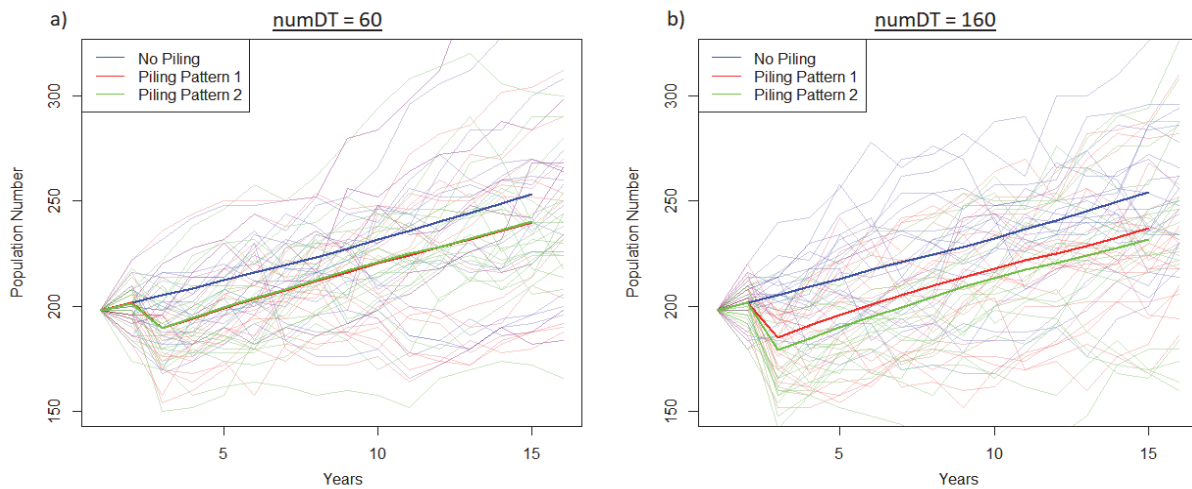 a)
numDT = 60
No Piling
Piling Pattern 1
Piling Pattern 2
Population Number
300
250
200
150
5
10
15
Years
b)
numDT = 160
No Piling
Piling Pattern 1
Piling Pattern 2
Population Number
300
250
200
150
5
10
15
Years